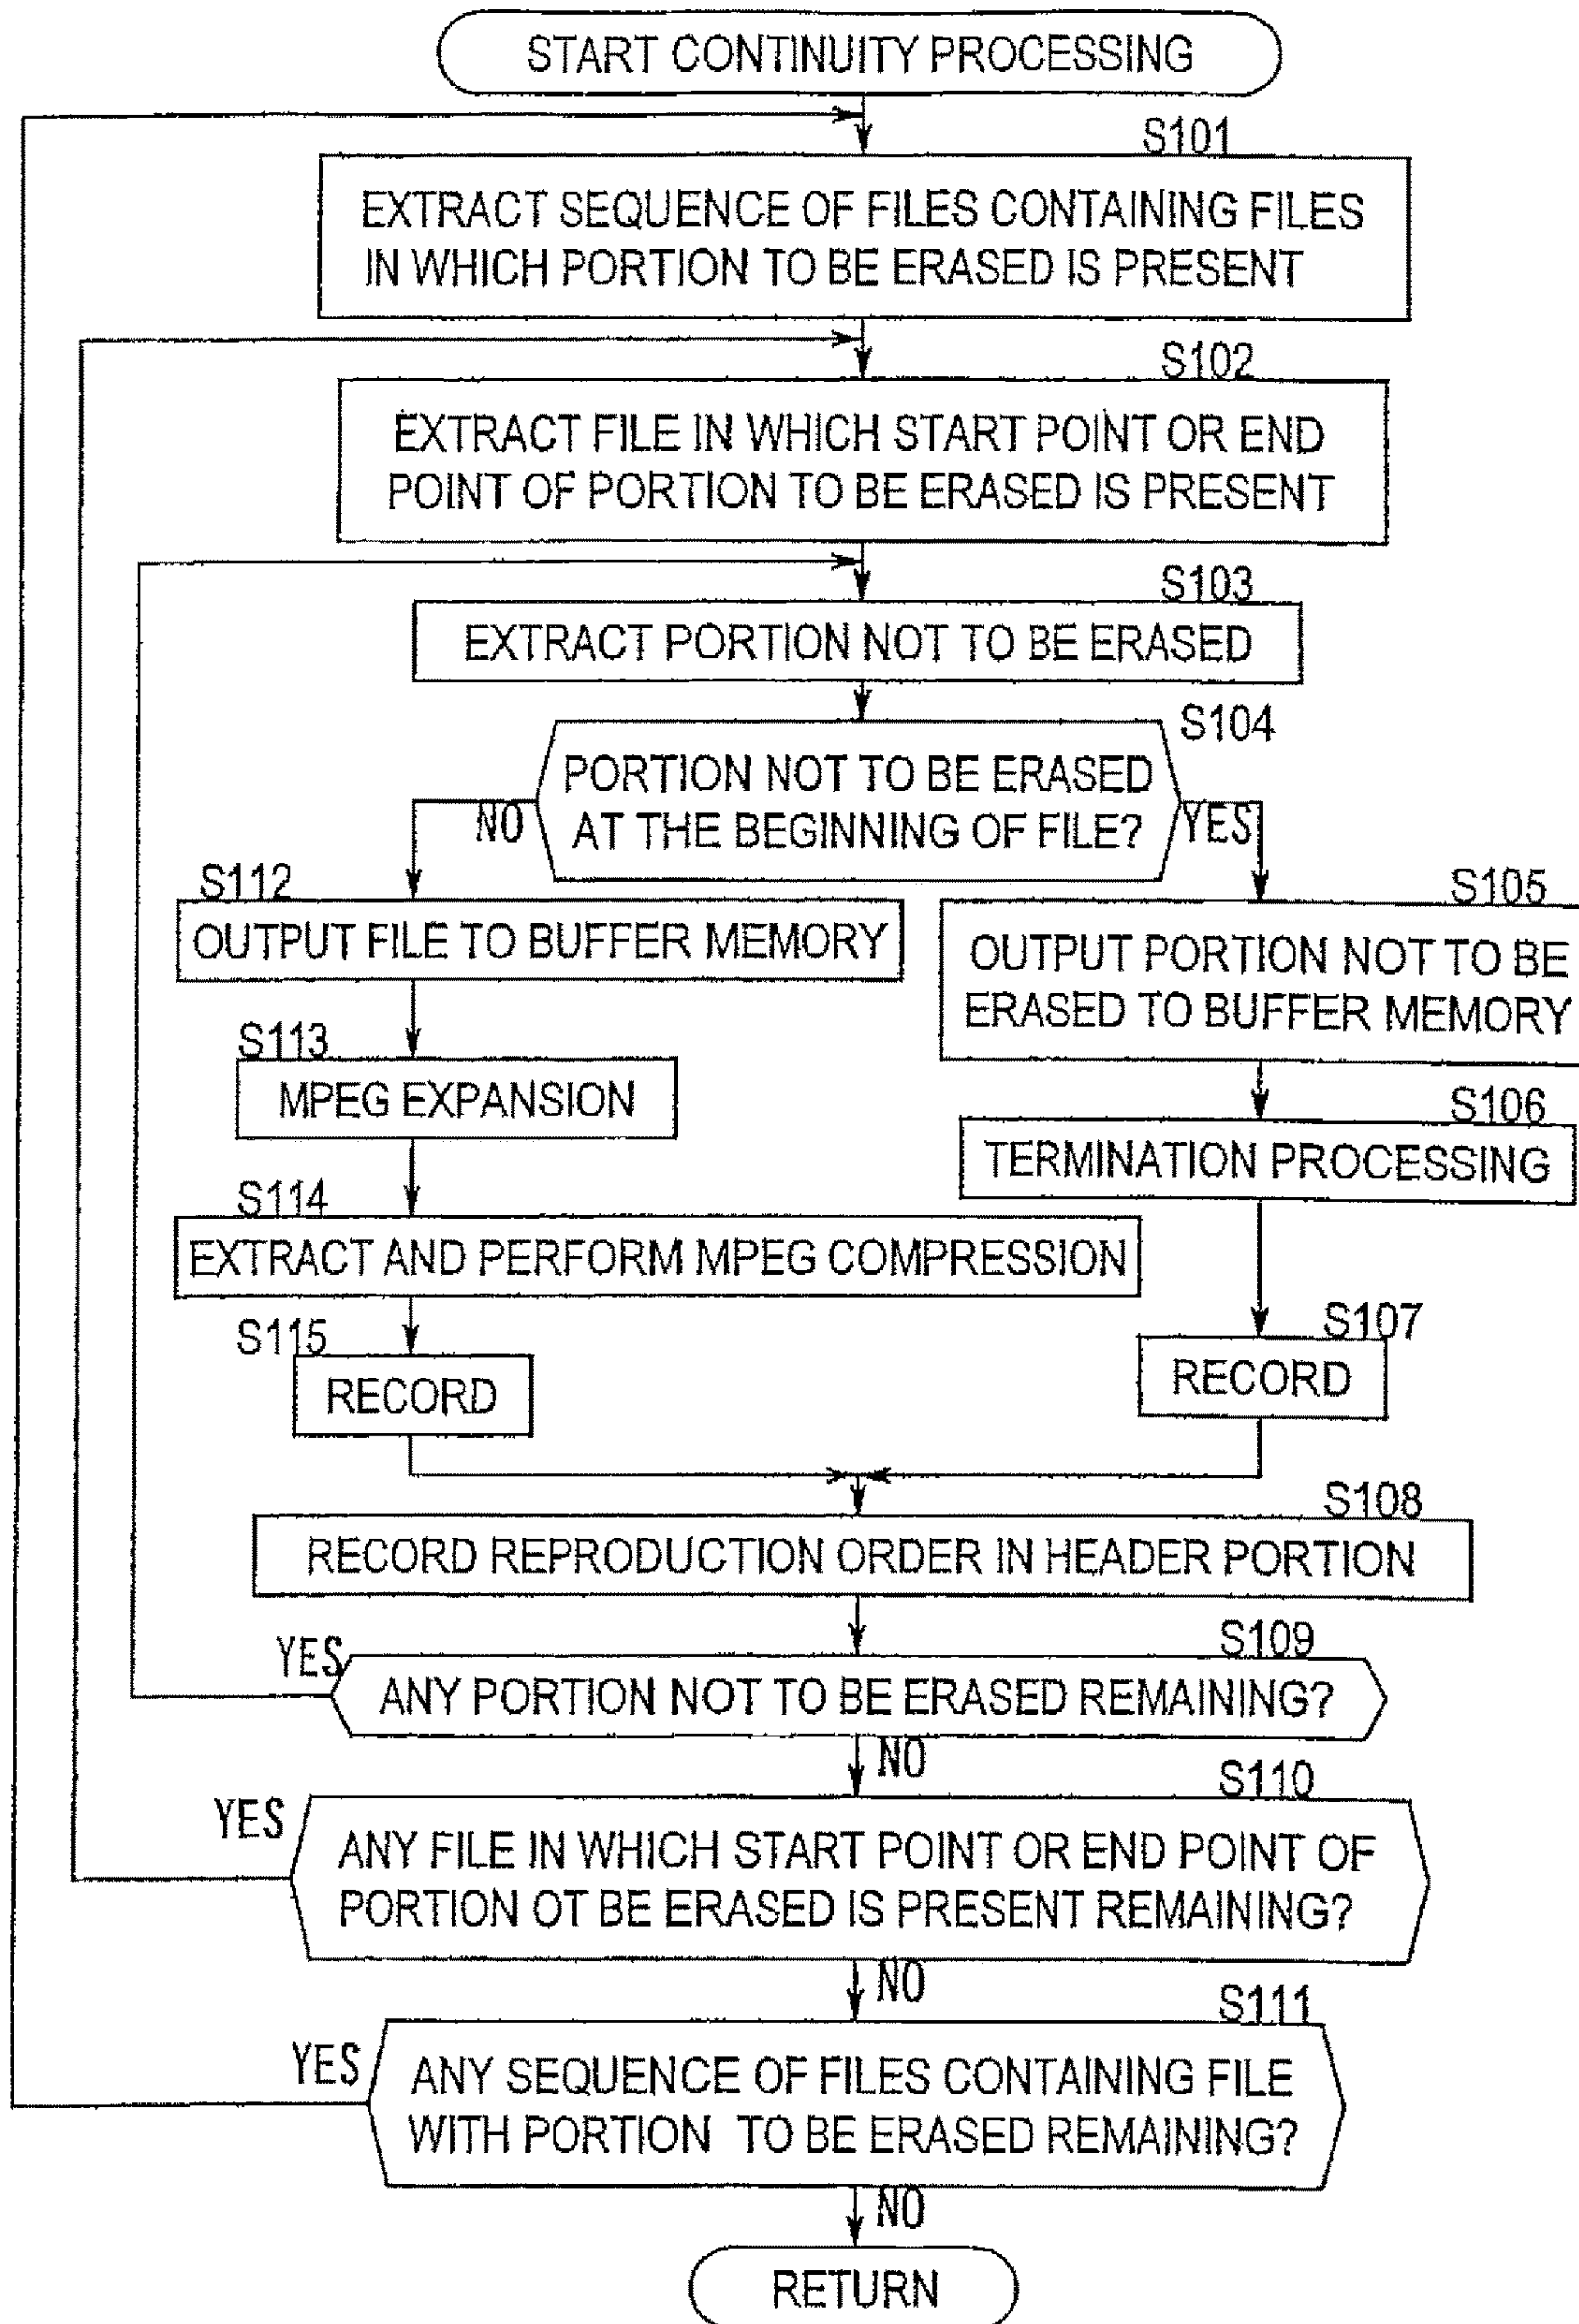 START CONTINUITY PROCESSING
S101
EXTRACT SEQUENCE OF FILES CONTAINING FILES
IN WHICH PORTION TO BE ERASED IS PRESENT
S102
EXTRACT FILE IN WHICH START POINT OR END
POINT OF PORTION TO BE ERASED IS PRESENT
S103
EXTRACT PORTION NOT TO BE ERASED
S104
PORTION NOT TO BE ERASED
AT THE BEGINNING OF FILE?
NO
YES
S112
OUTPUT FILE TO BUFFER MEMORY
S105
OUTPUT PORTION NOT TO BE
ERASED TO BUFFER MEMORY
S113
MPEG EXPANSION
S106
TERMINATION PROCESSING
S114
EXTRACT AND PERFORM MPEG COMPRESSION
S115
RECORD
S107
RECORD
S108
RECORD REPRODUCTION ORDER IN HEADER PORTION
S109
YES
ANY PORTION NOT TO BE ERASED REMAINING?
NO
S110
YES
ANY FILE IN WHICH START POINT OR END POINT OF
PORTION OT BE ERASED IS PRESENT REMAINING?
NO
S111
YES
ANY SEQUENCE OF FILES CONTAINING FILE
WITH PORTION TO BE ERASED REMAINING?
NO
RETURN